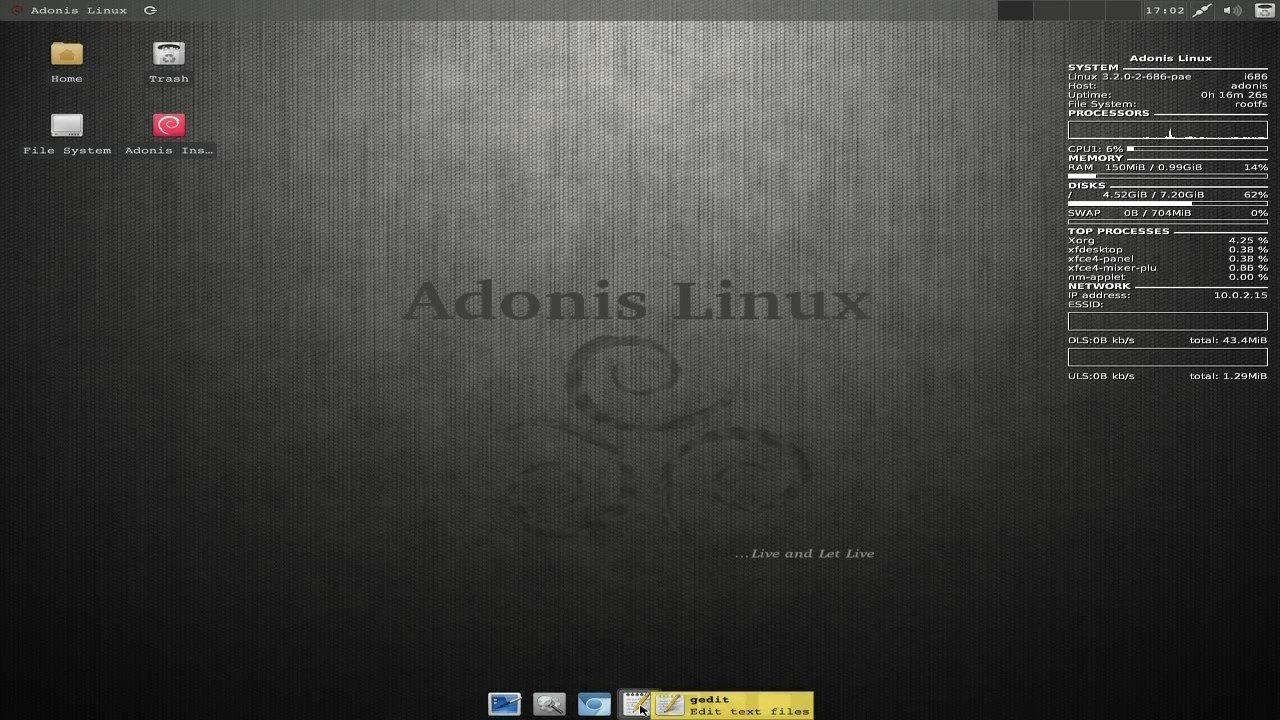 Adonis Linux
17:02
Home
Trash
File System
Adonis Ins...
Adonis Linux
SYSTEM
Linux 3.2.0-2-686-pae i686
Host: adonis
Uptime: 0h 16m 26s
File System: rootfs
PROCESSORS
CPU1: 6%
MEMORY
RAM 150MiB / 0.99GiB 14%
DISKS
/ 4.52GiB / 7.20GiB 62%
SWAP 0B / 704MiB 0%
TOP PROCESSES
Xorg 4.25 %
xfdesktop 0.38 %
xfce4-panel 0.38 %
xfce4-mixer-plu 0.86 %
nm-applet 0.00 %
NETWORK
IP address: 10.0.2.15
ESSID:
DLS:0B kb/s total: 43.4MiB
ULS:0B kb/s total: 1.29MiB
Adonis Linux
...Live and Let Live
gedit
Edit text files